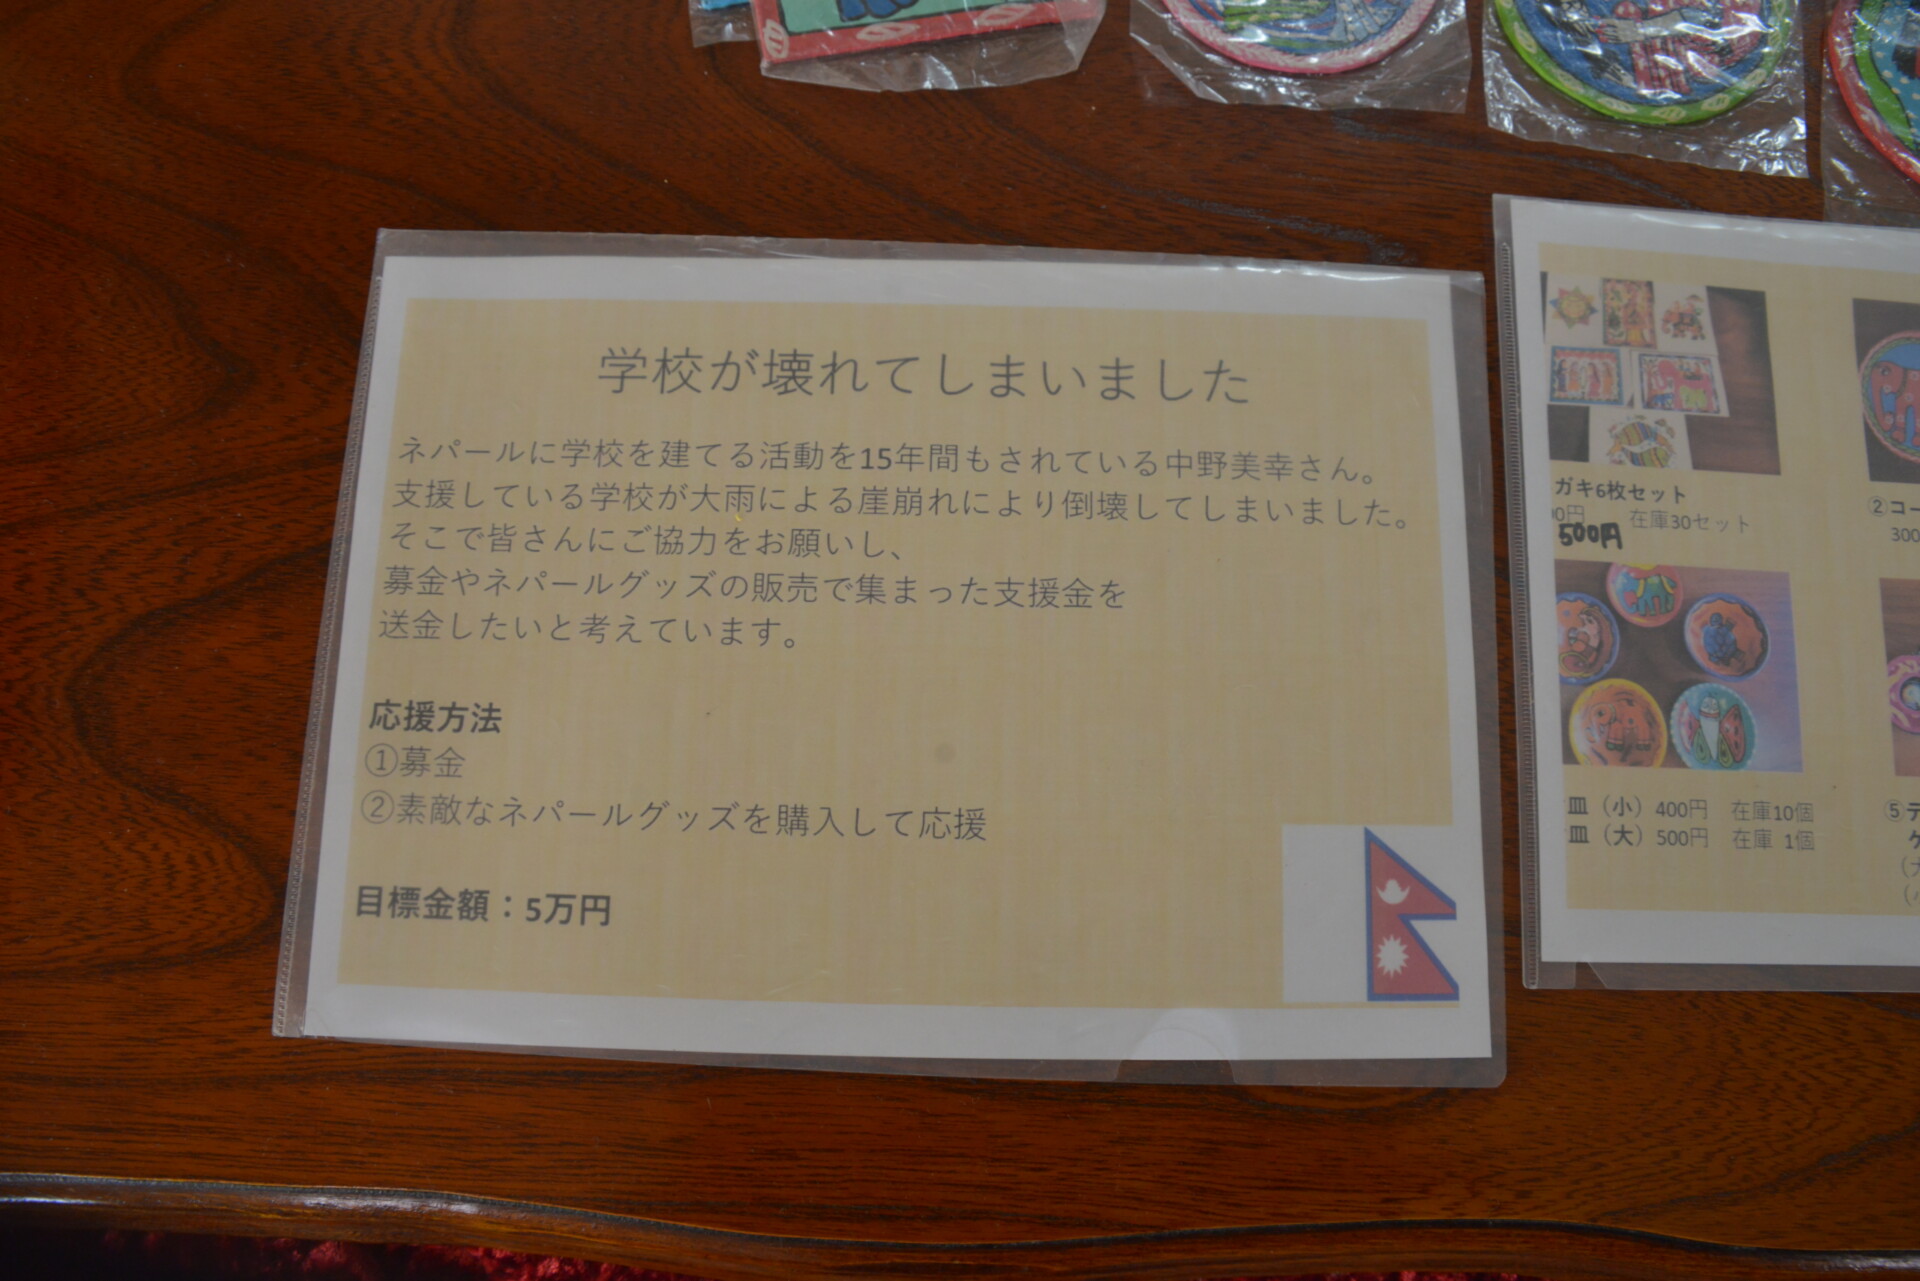 学校が壊れてしまいました
ネパールに学校を建てる活動を15年間もされている中野美幸さん。
支援している学校が大雨による崖崩れにより倒壊してしまいました。
そこで皆さんにご協力をお願いし、
募金やネパールグッズの販売で集まった支援金を
送金したいと考えています。
応援方法
①募金
②素敵なネパールグッズを購入して応援
目標金額：5万円
ガキ6枚セット
0円 在庫30セット
500円
②コー
300
皿（小）400円 在庫10個
皿（大）500円 在庫 1個
⑤デ